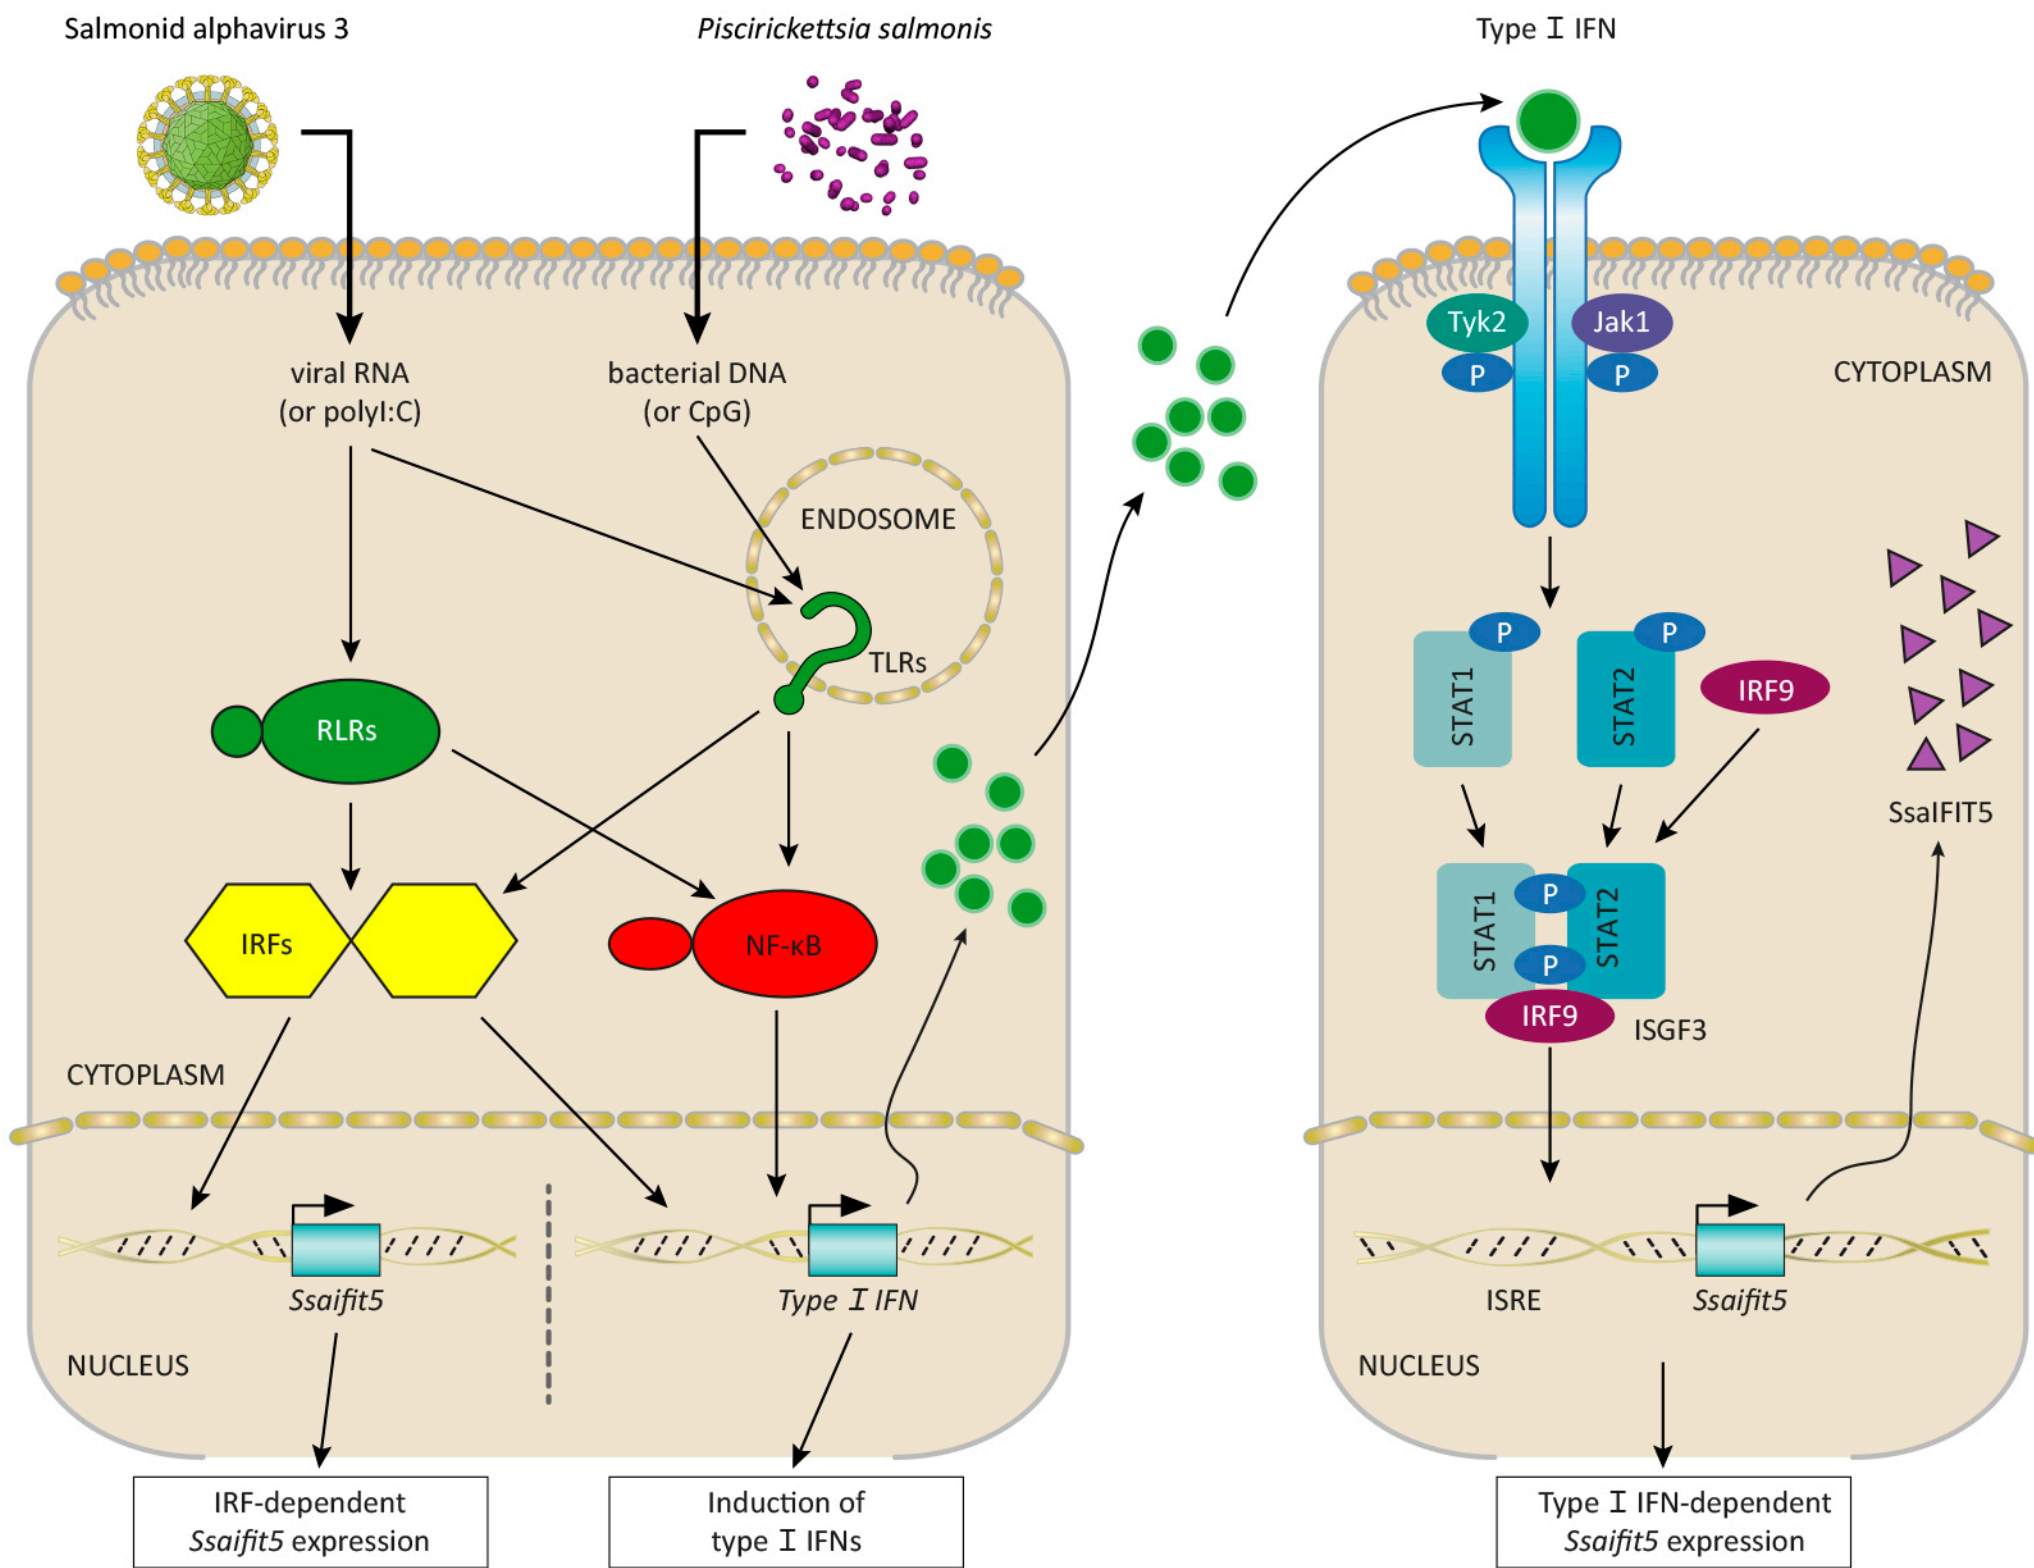 Salmonid alphavirus 3
Piscirickettsia salmonis
Type I IFN
viral RNA
(or polyI:C)
bacterial DNA
(or CpG)
ENDOSOME
TLRs
RLRs
IRFs
NF-κB
CYTOPLASM
Ssaifit5
Type I IFN
NUCLEUS
IRF-dependent
Ssaifit5 expression
Induction of
type I IFNs
Tyk2
Jak1
P
P
CYTOPLASM
P
P
STAT1
STAT2
IRF9
SsaIFIT5
STAT1
P
STAT2
P
IRF9
ISGF3
ISRE
Ssaifit5
NUCLEUS
Type I IFN-dependent
Ssaifit5 expression